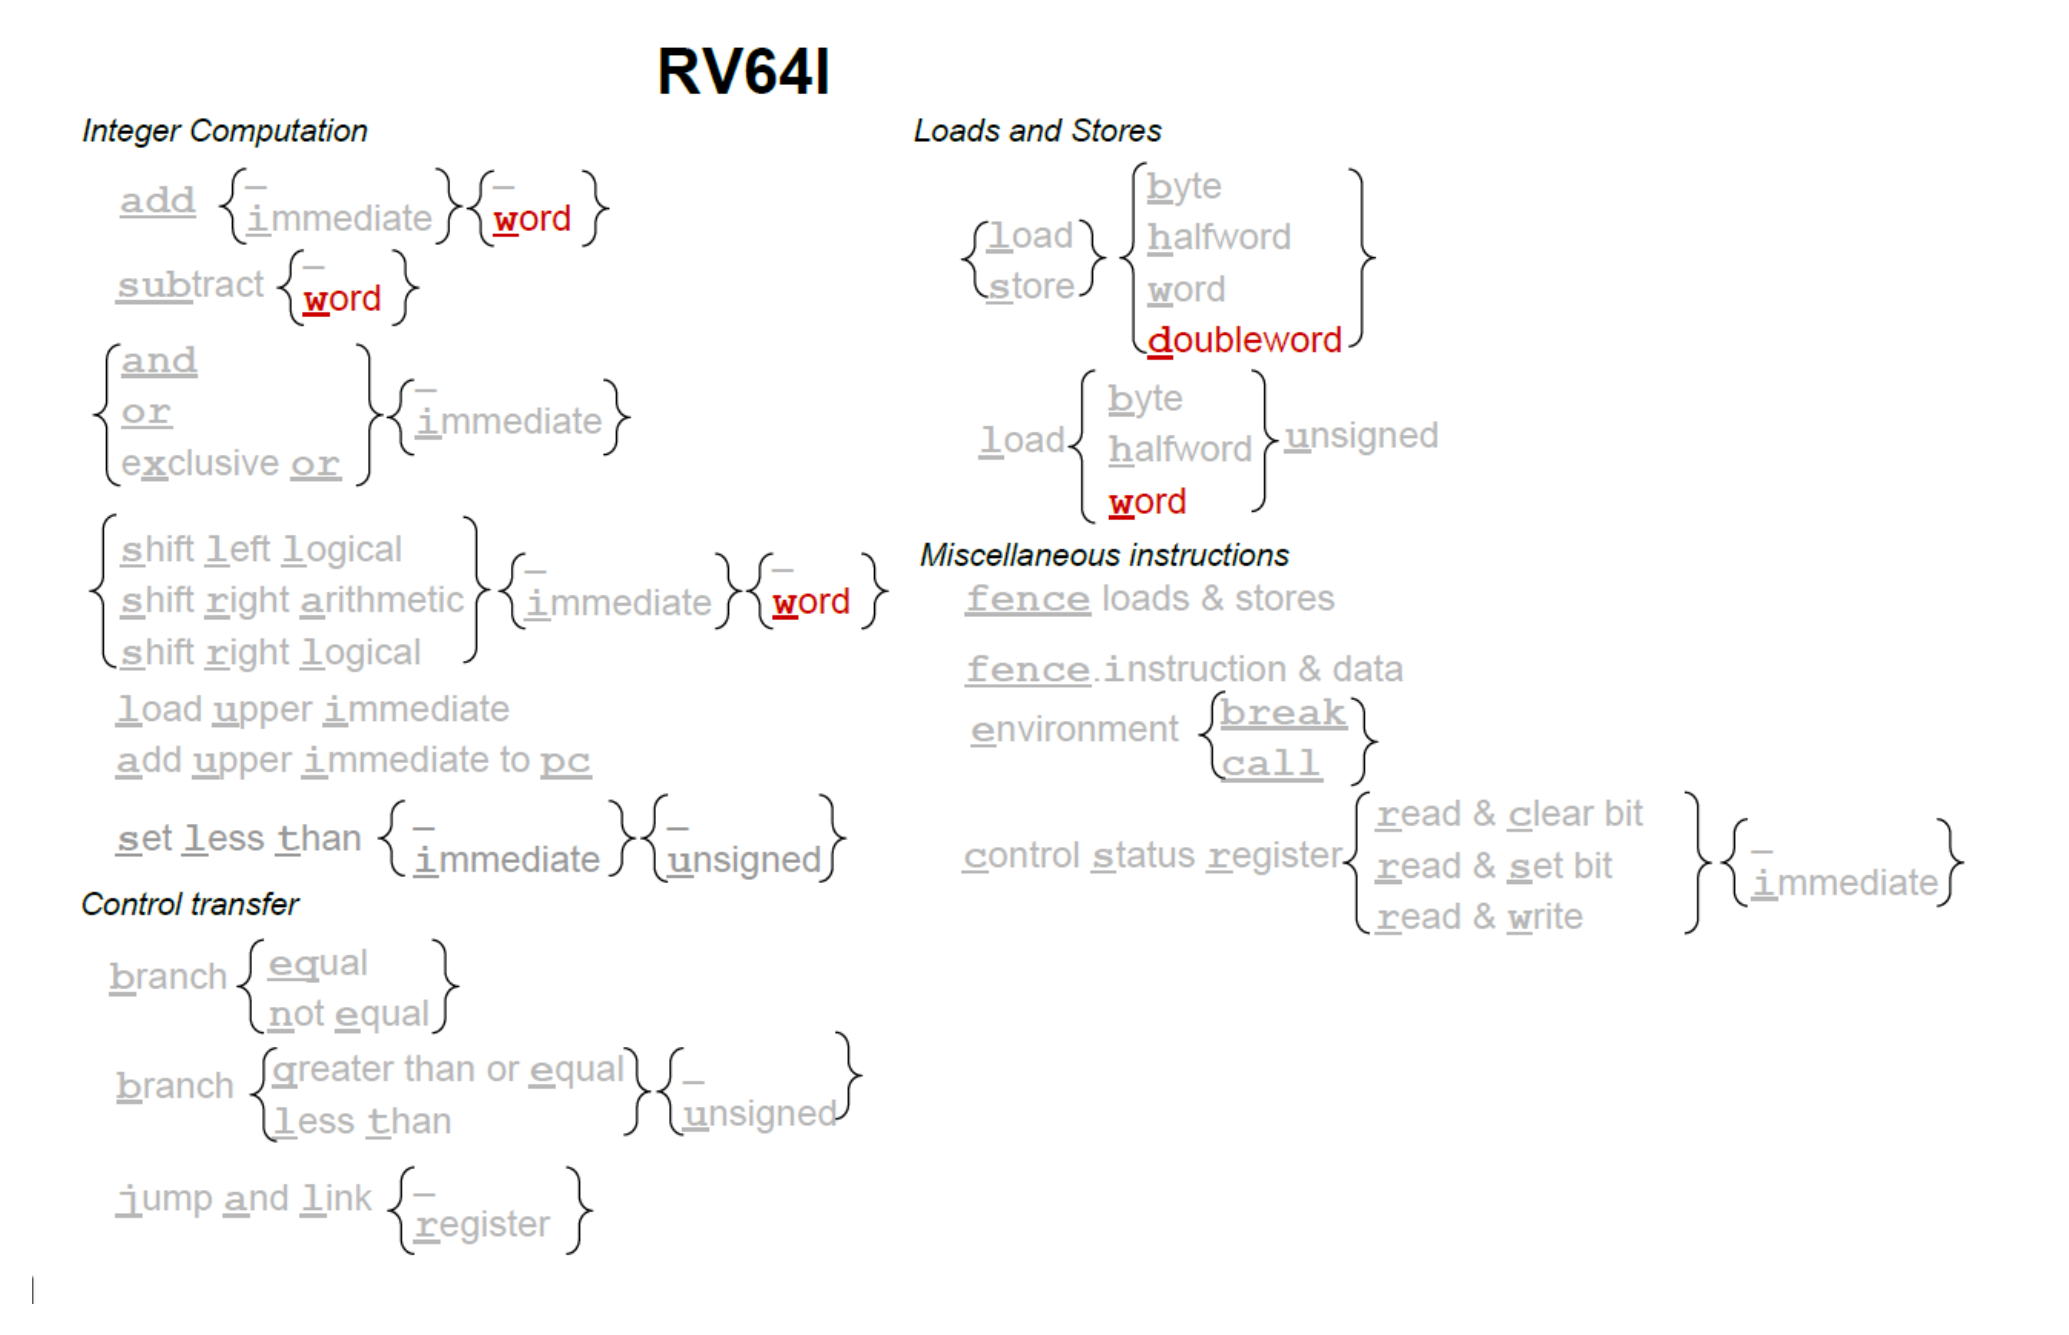 RV64I
Integer Computation
add { _ immediate } { _ word }
subtract { _ word }
{ and
or
exclusive or } { _ immediate }
{ shift left logical
shift right arithmetic
shift right logical } { _ immediate } { _ word }
load upper immediate
add upper immediate to pc
set less than { _ immediate } { _ unsigned }
Control transfer
branch { equal
not equal }
branch { greater than or equal
less than } { _ unsigned }
jump and link { _ register }
Loads and Stores
{ load
store } { byte
halfword
word
doubleword }
load { byte
halfword
word } unsigned
Miscellaneous instructions
fence loads & stores
fence.instruction & data
environment { break
call }
control status register { read & clear bit
read & set bit
read & write } { _ immediate }